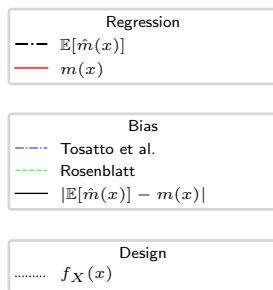 Regression
𝔼[m̂(x)]
m(x)
Bias
Tosatto et al.
Rosenblatt
|𝔼[m̂(x)] − m(x)|
Design
f_X(x)